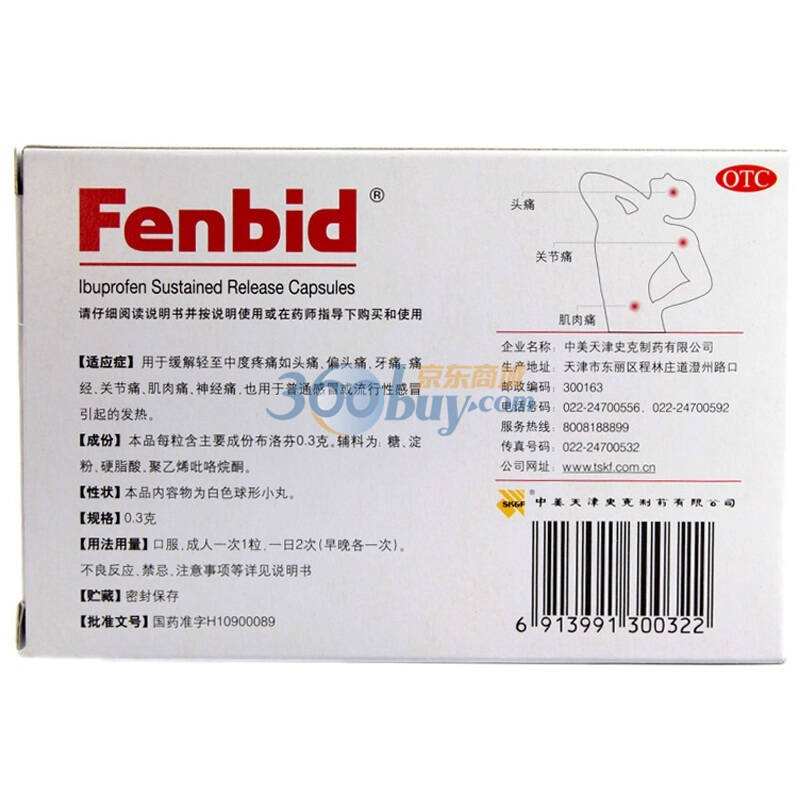 Fenbid®
Ibuprofen Sustained Release Capsules
请仔细阅读说明书并按说明使用或在药师指导下购买和使用
【适应症】用于缓解轻至中度疼痛如头痛、偏头痛、牙痛、痛
经、关节痛、肌肉痛、神经痛、也用于普通感冒或流行性感冒
引起的发热。
【成份】本品每粒含主要成份布洛芬0.3克。辅料为: 糖、淀
粉、硬脂酸、聚乙烯吡咯烷酮。
【性状】本品内容物为白色球形小丸。
【规格】0.3克
【用法用量】口服,成人一次1粒,一日2次(早晚各一次)。
不良反应、禁忌、注意事项等详见说明书
【贮藏】密封保存
【批准文号】国药准字H10900089
OTC
头痛
关节痛
肌肉痛
企业名称: 中美天津史克制药有限公司
生产地址: 天津市东丽区程林庄道澄州路口
邮政编码: 300163
电话号码: 022-24700556、022-24700592
服务热线: 8008188899
传真号码: 022-24700532
公司网址: www.tskf.com.cn
SK&F® 中美天津史克制药有限公司
6 913991 300322
京东商城
360buy.com